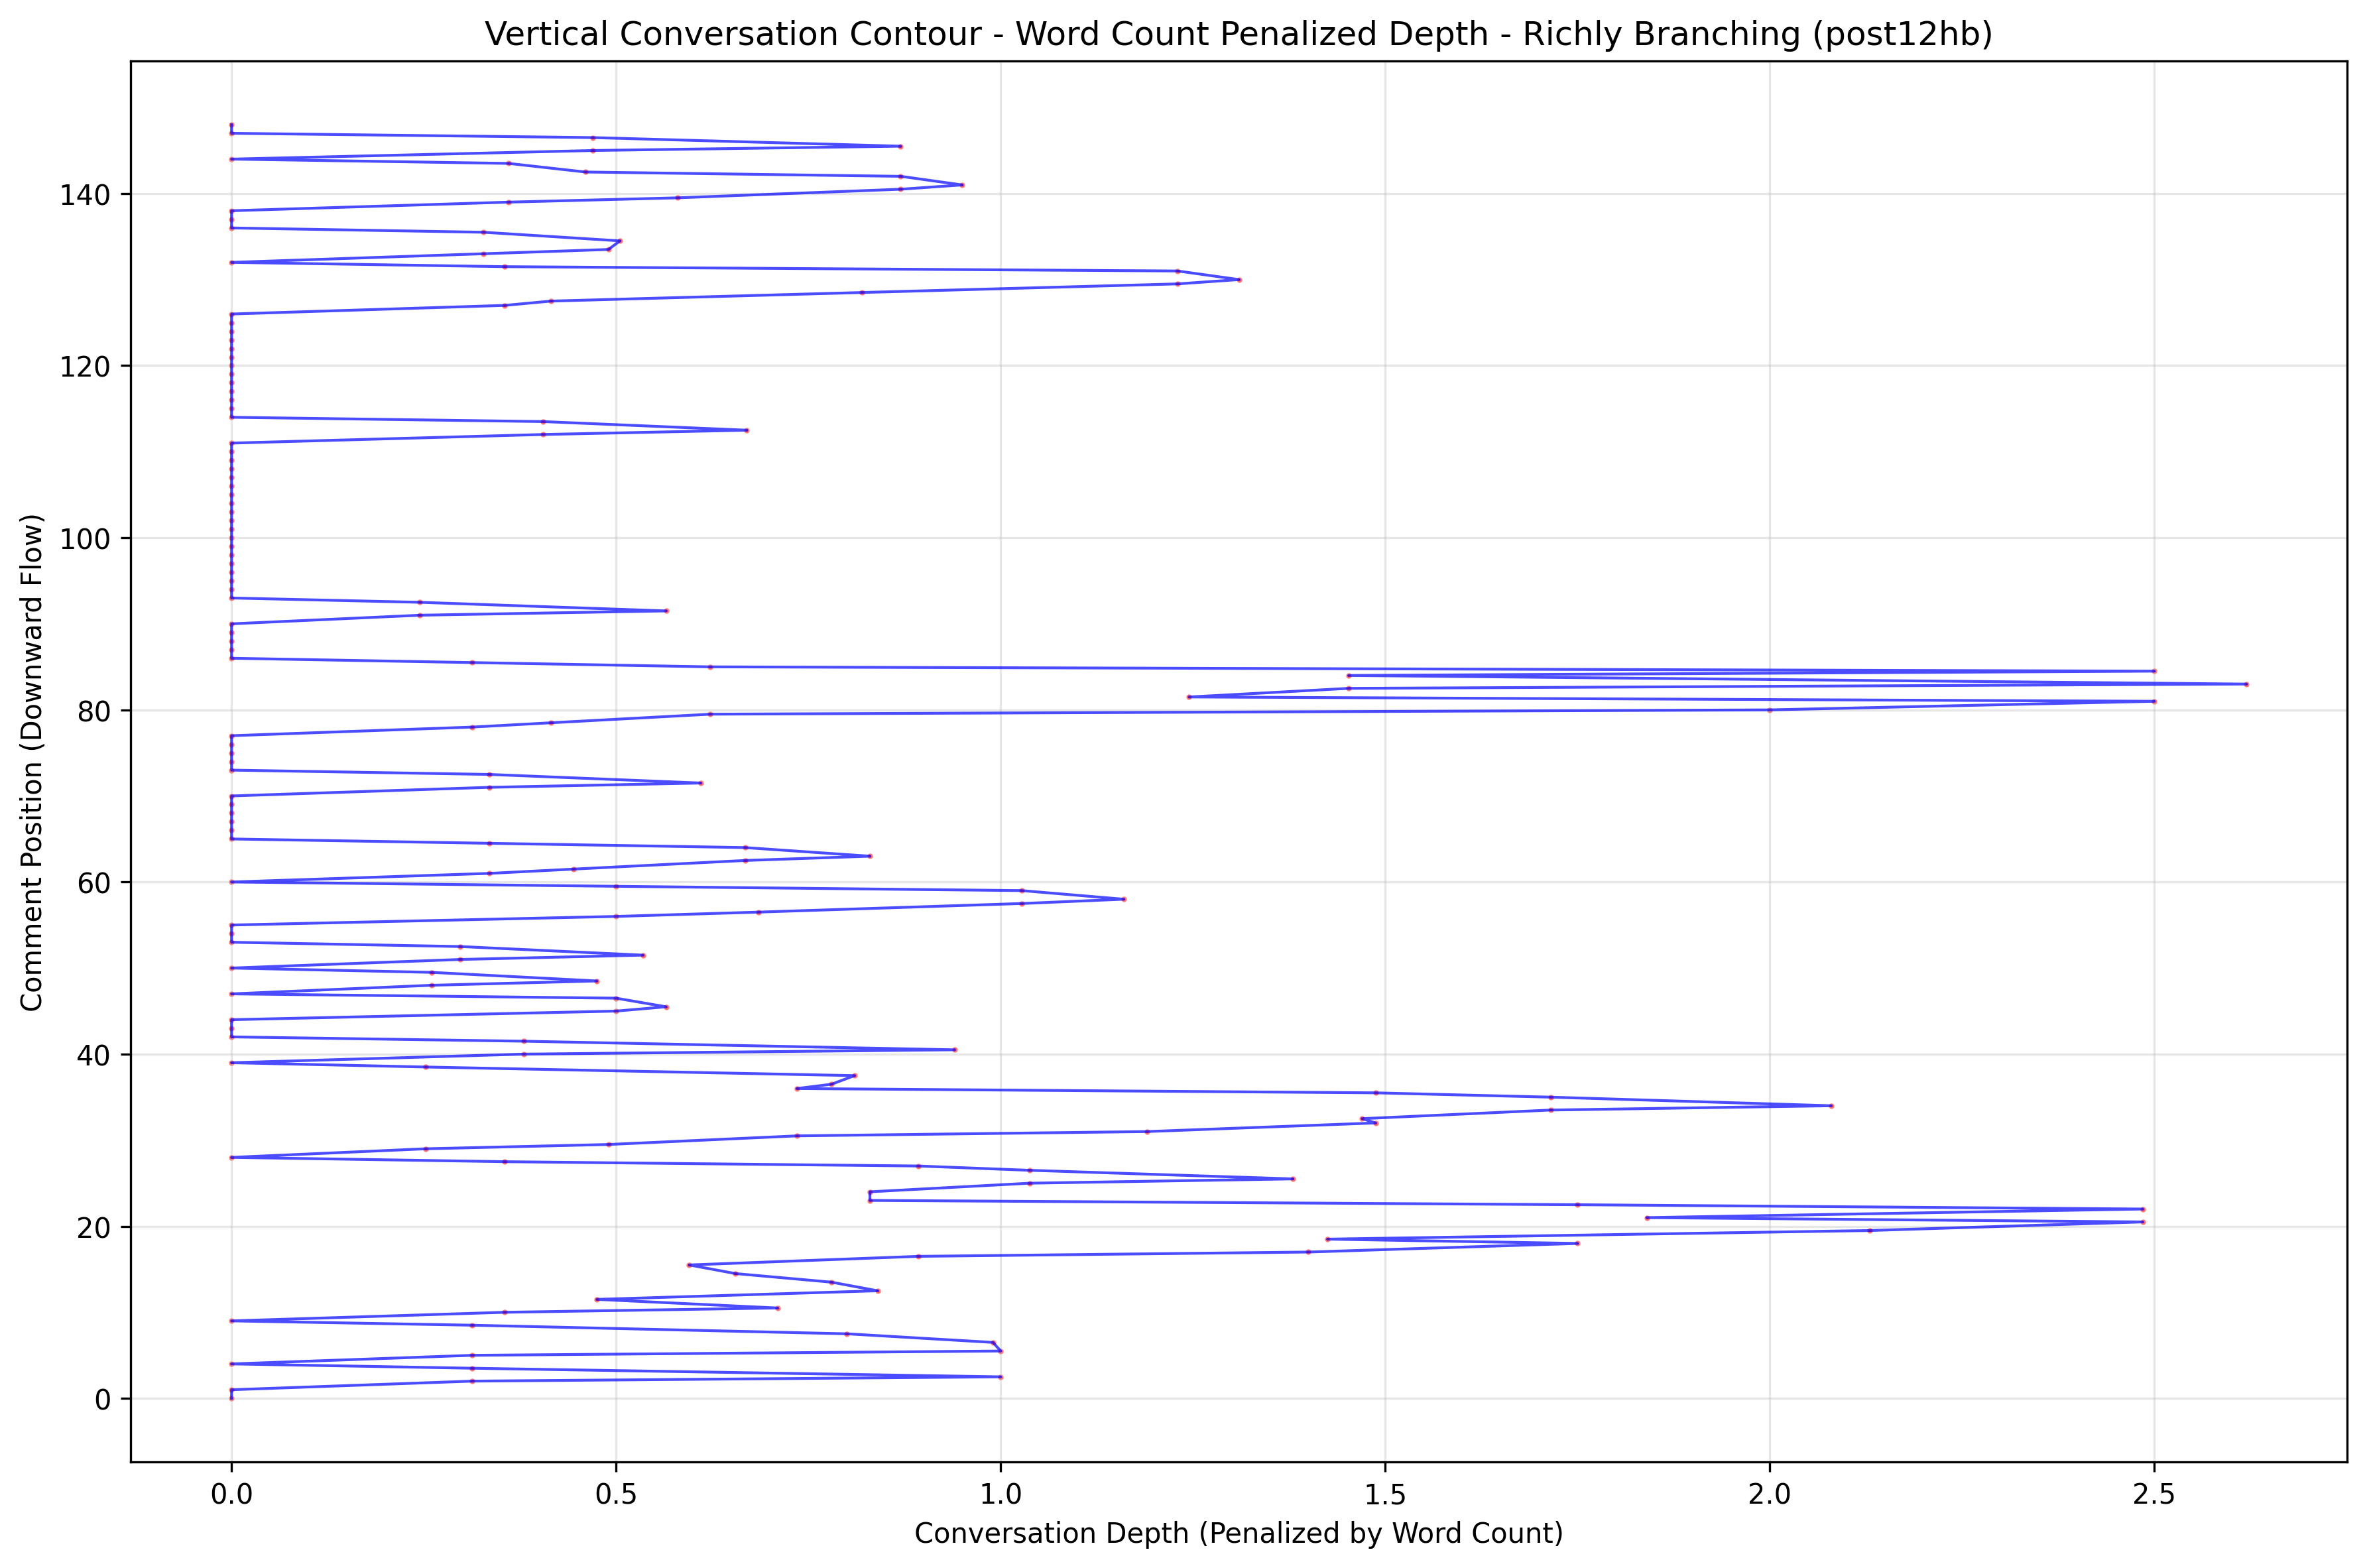 Vertical Conversation Contour - Word Count Penalized Depth - Richly Branching (post12hb)
Comment Position (Downward Flow)
140
120
100
80
60
40
20
0
0.0 0.5 1.0 1.5 2.0 2.5
Conversation Depth (Penalized by Word Count)